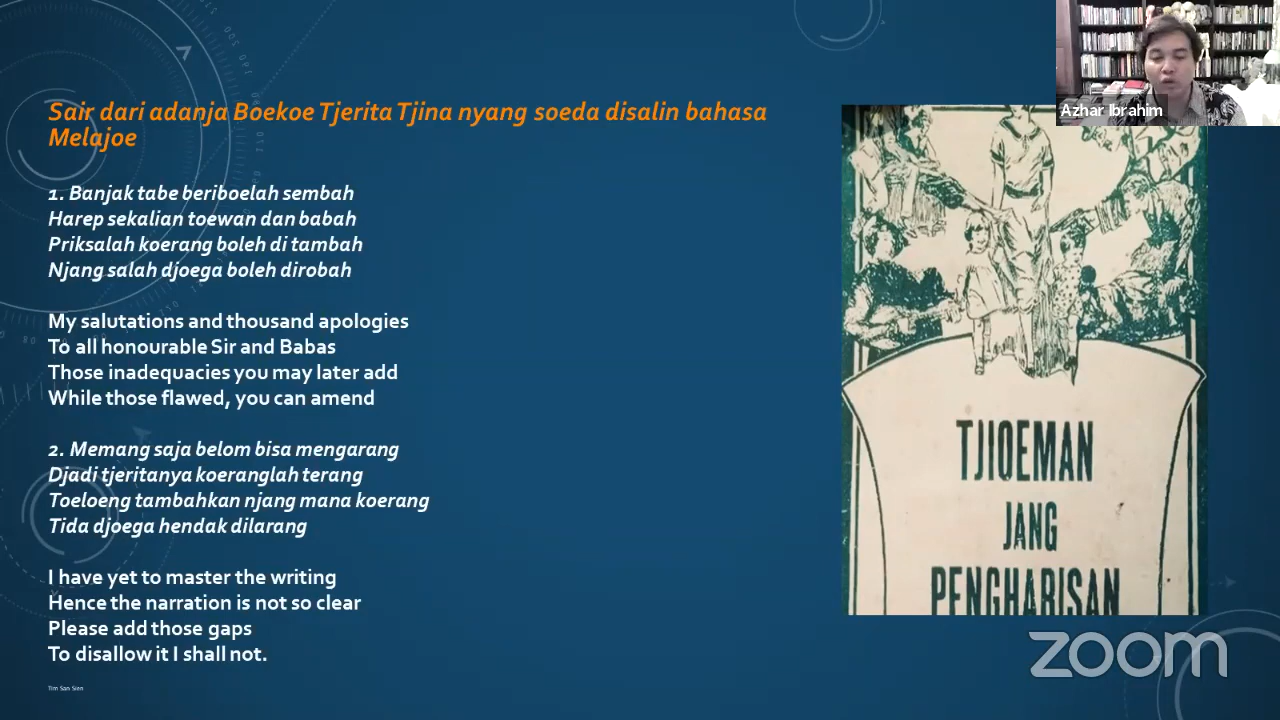 Sair dari adanja Boekoe Tjerita Tjina nyang soeda disalin bahasa
Melajoe
1. Banjak tabe beriboelah sembah
Harep sekalian toewan dan babah
Priksalah koerang boleh di tambah
Njang salah djoega boleh dirobah
My salutations and thousand apologies
To all honourable Sir and Babas
Those inadequacies you may later add
While those flawed, you can amend
2. Memang saja belom bisa mengarang
Djadi tjeritanya koeranglah terang
Toeloeng tambahkan njang mana koerang
Tida djoega hendak dilarang
I have yet to master the writing
Hence the narration is not so clear
Please add those gaps
To disallow it I shall not.
Tim San Sien
Azhar Ibrahim
TJIOEMAN
JANG
PENGHABISAN
zoom